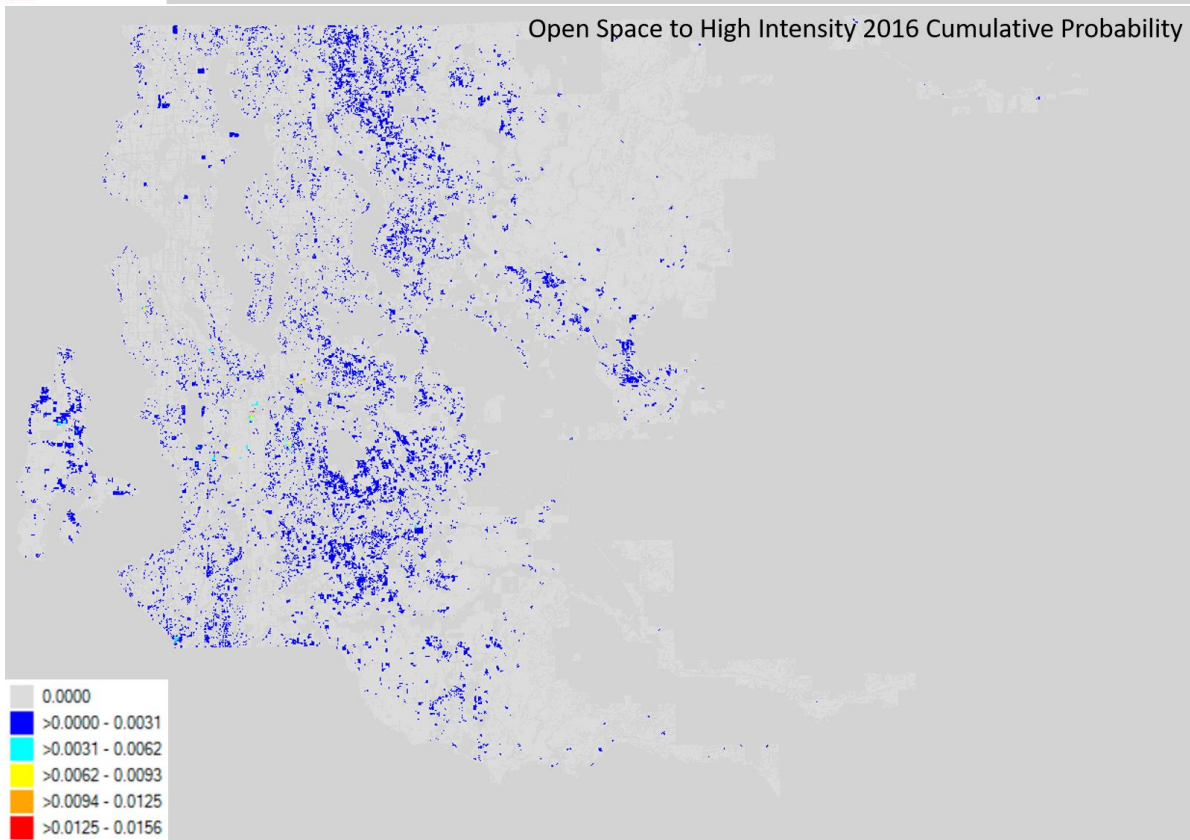 Open Space to High Intensity 2016 Cumulative Probability
0.0000
>0.0000 - 0.0031
>0.0031 - 0.0062
>0.0062 - 0.0093
>0.0094 - 0.0125
>0.0125 - 0.0156